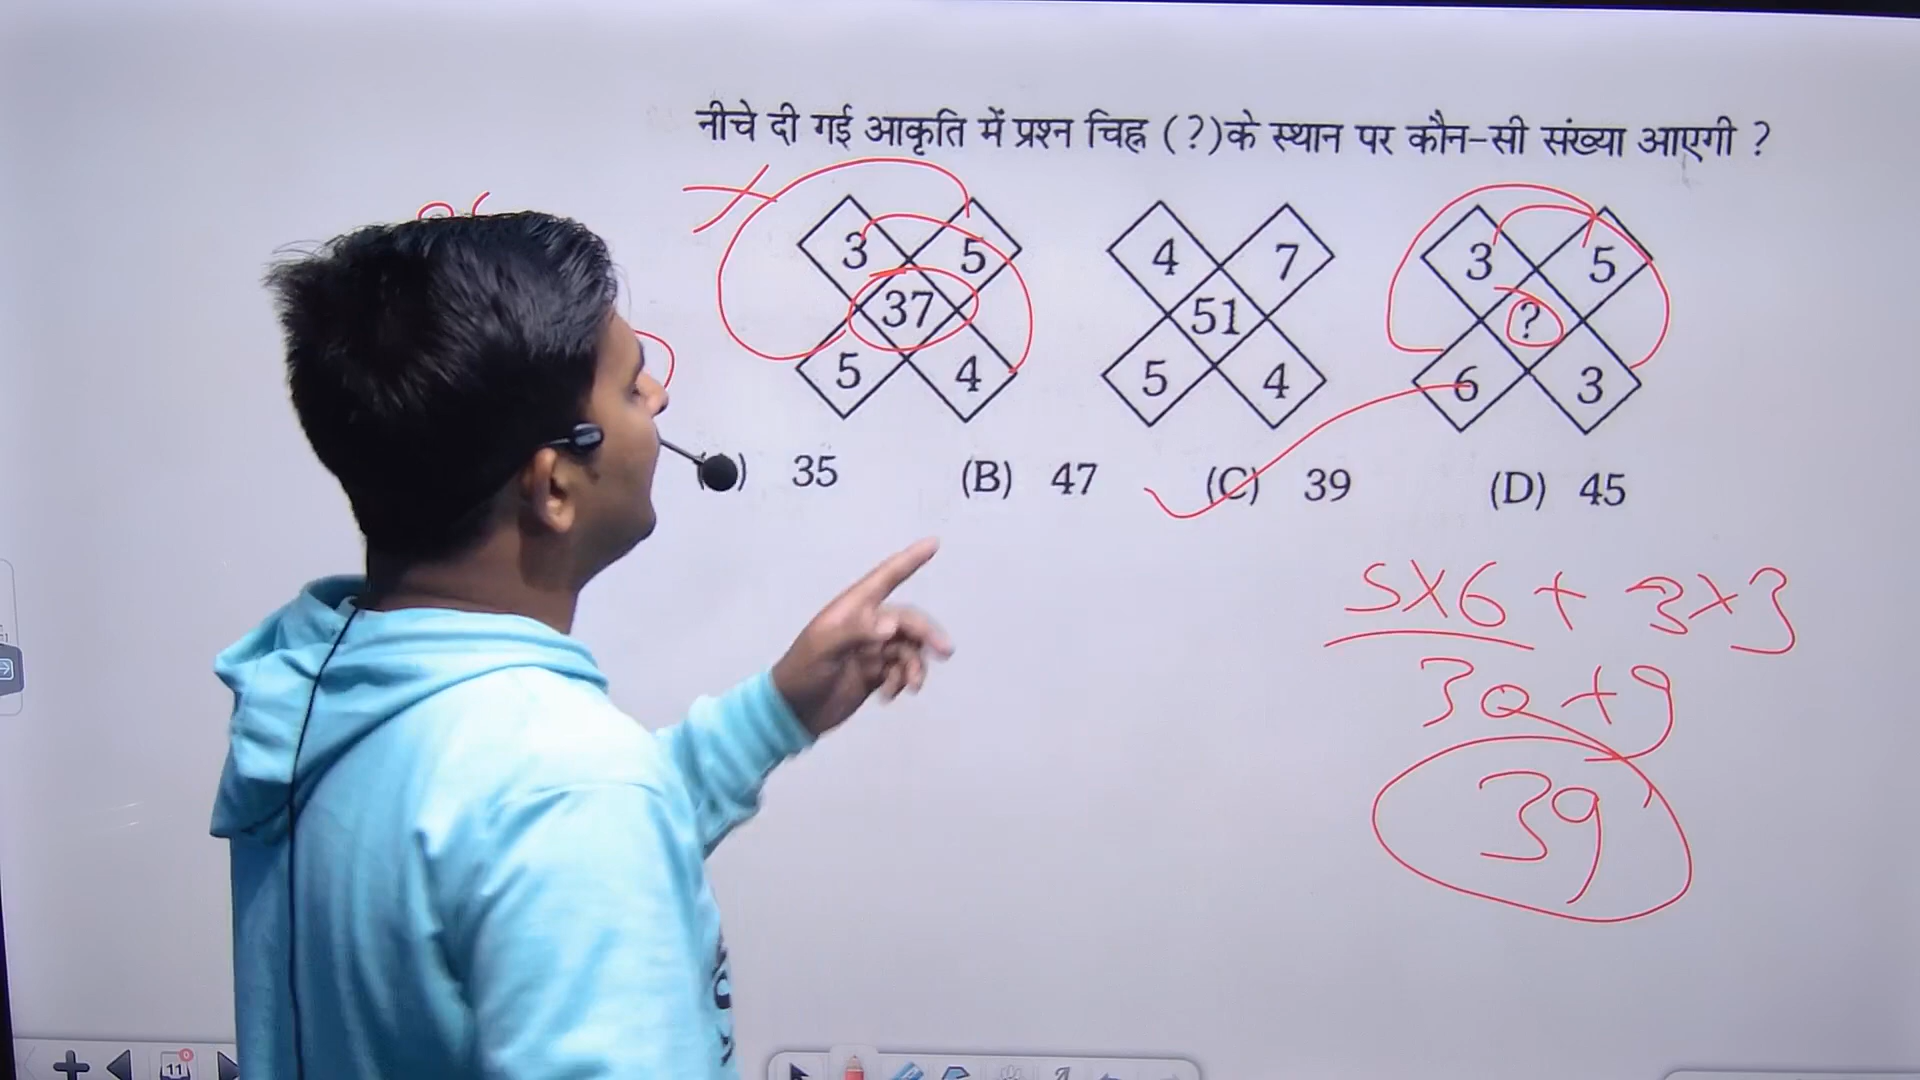 नीचे दी गई आकृति में प्रश्न चिह्न (?)के स्थान पर कौन-सी संख्या आएगी ?
3 5 4 7 3 5
37 51 ?
5 4 5 4 6 3
35 (B) 47 (C) 39 (D) 45
5×6 + 3×3
30 + 9
39
11